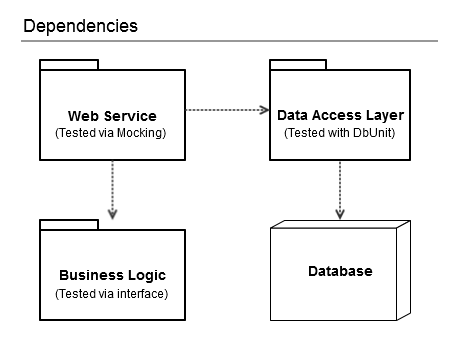 Dependencies
Web Service
(Tested via Mocking)
Data Access Layer
(Tested with DbUnit)
Business Logic
(Tested via interface)
Database